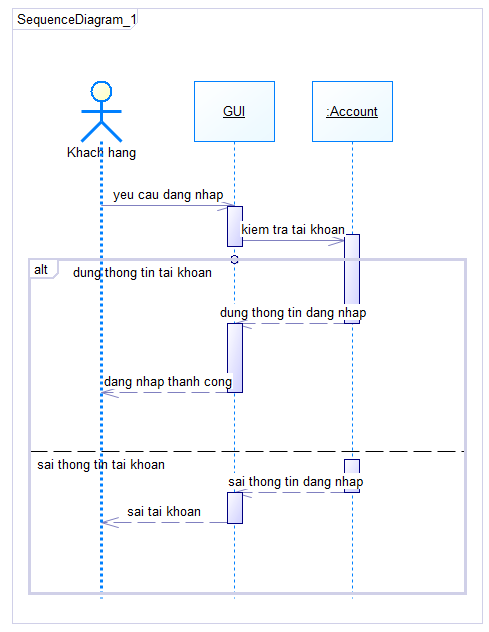 SequenceDiagram_1
GUI
:Account
Khach hang
yeu cau dang nhap
kiem tra tai khoan
alt
dung thong tin tai khoan
dung thong tin dang nhap
dang nhap thanh cong
sai thong tin tai khoan
sai thong tin dang nhap
sai tai khoan